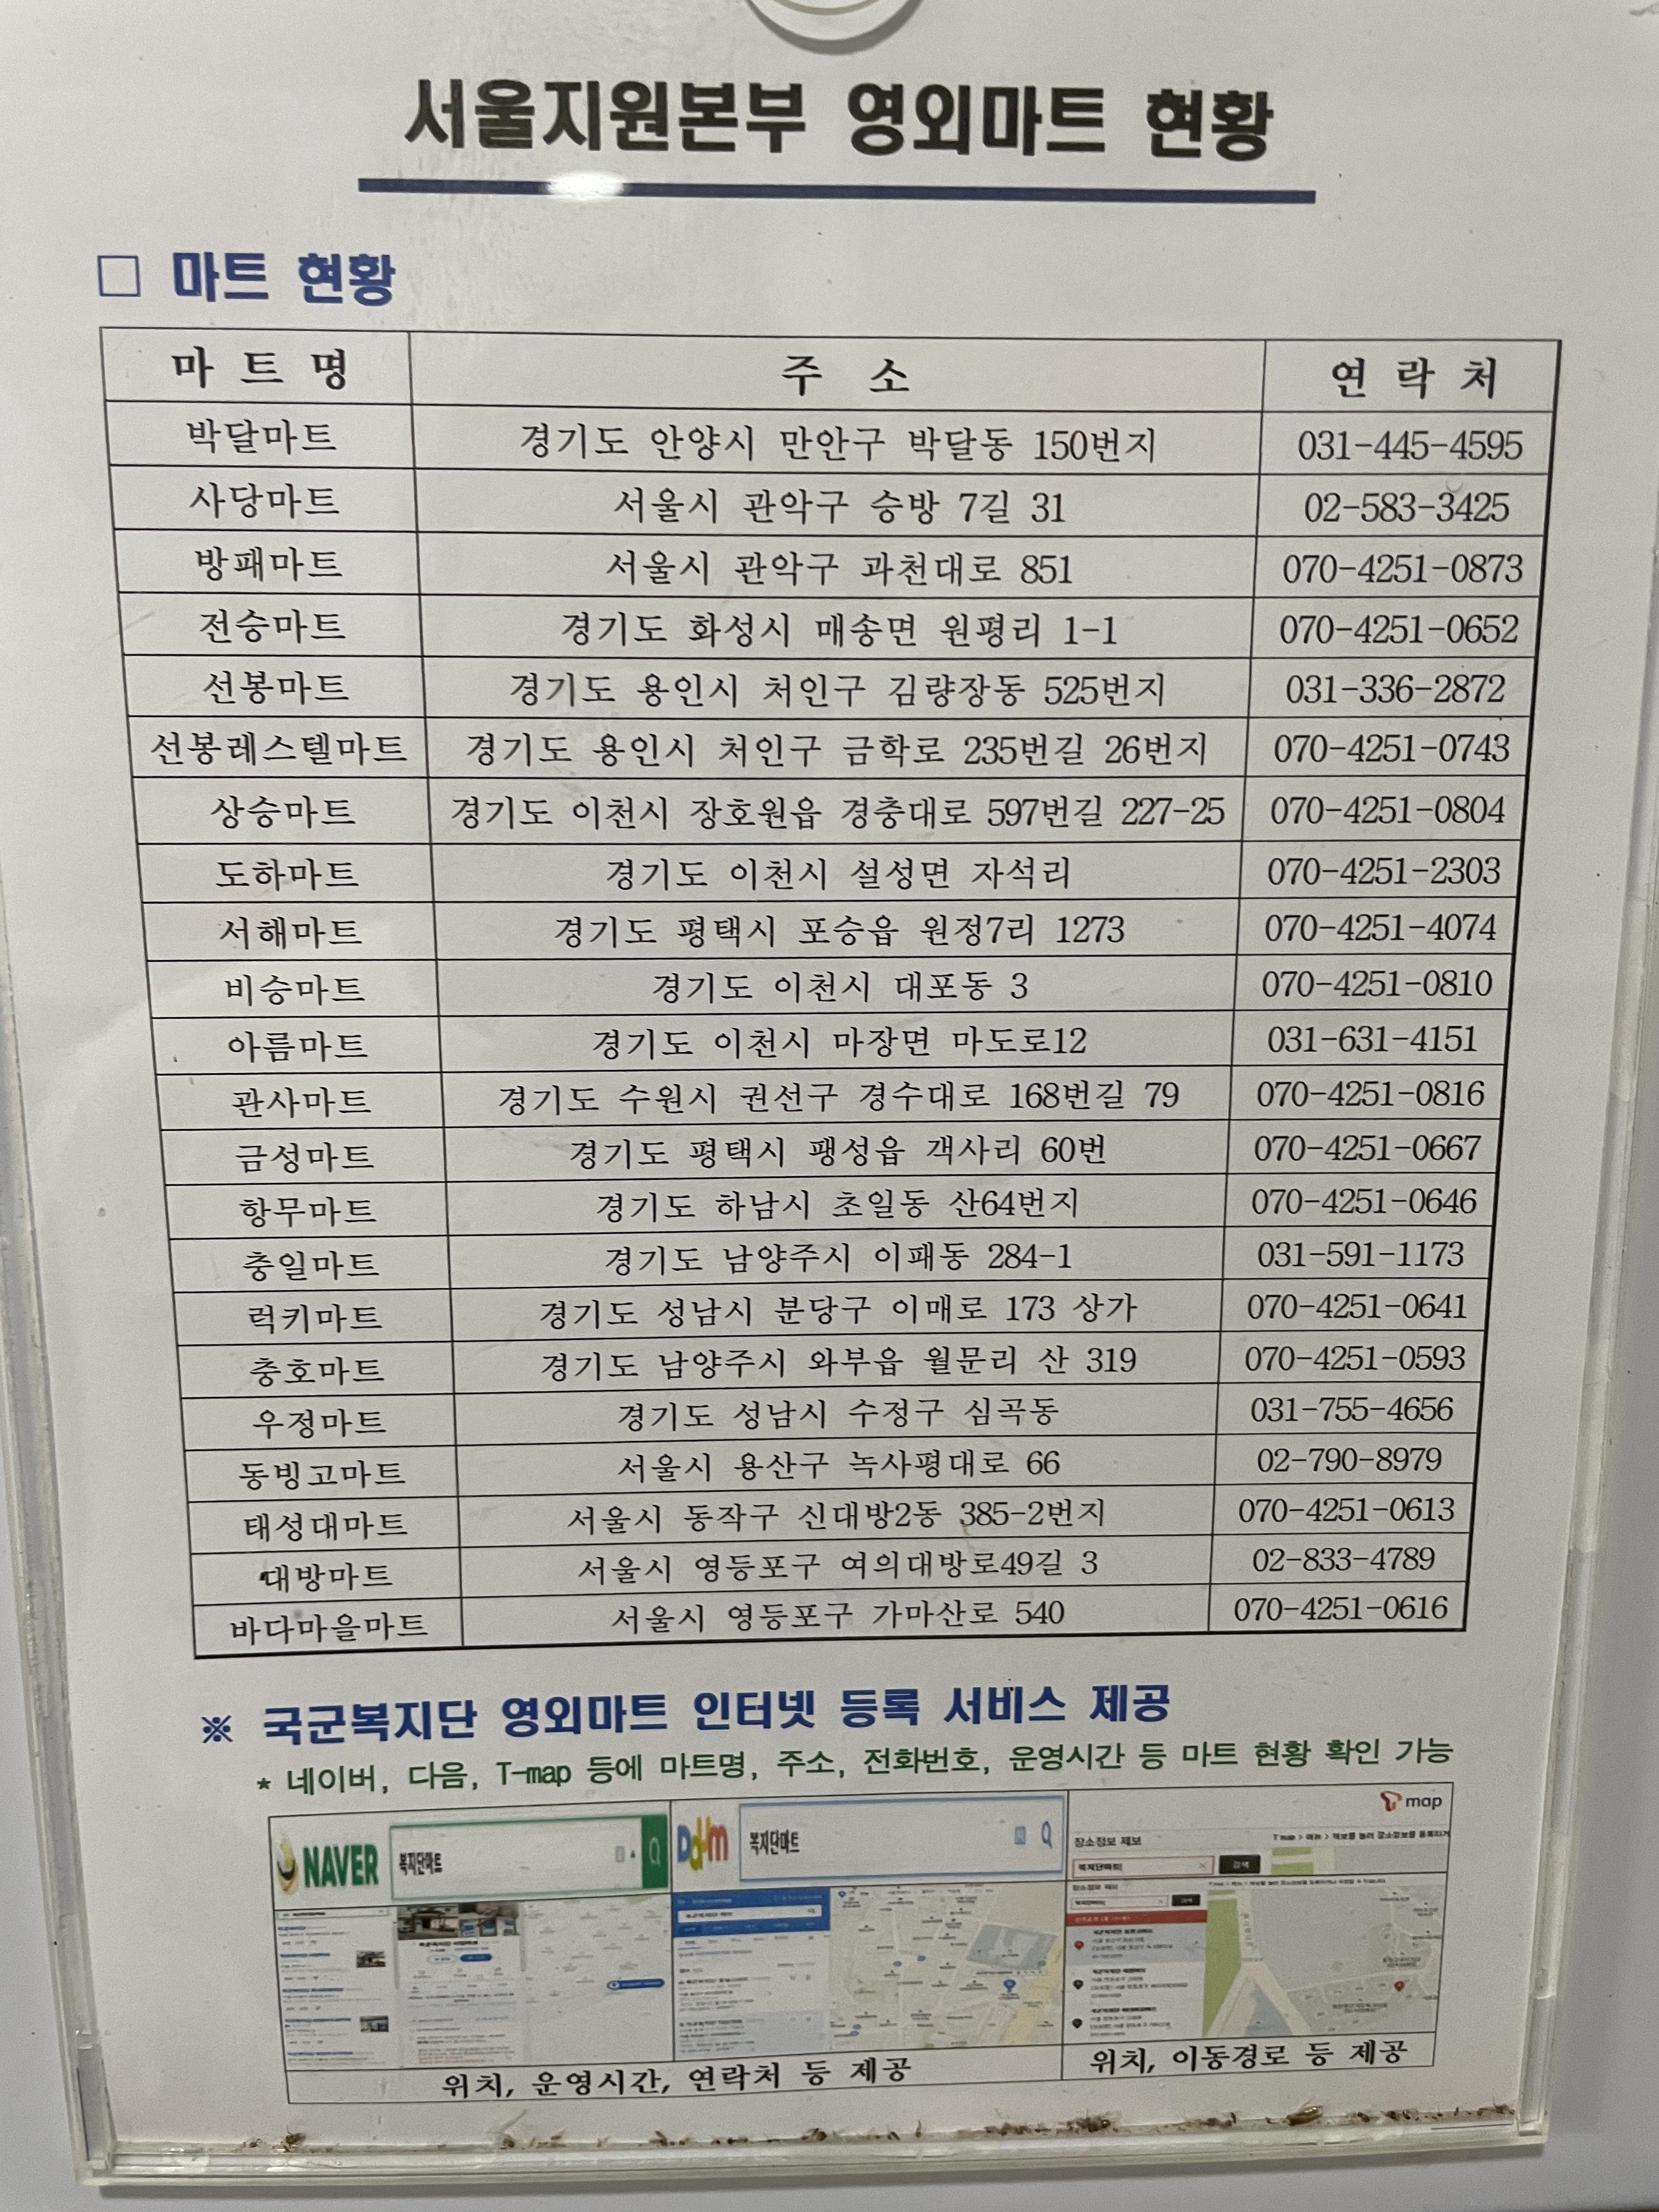 서울지원본부 영외마트 현황
□ 마트 현황
마 트 명 주 소 연 락 처
박달마트 경기도 안양시 만안구 박달동 150번지 031-445-4595
사당마트 서울시 관악구 승방 7길 31 02-583-3425
방패마트 서울시 관악구 과천대로 851 070-4251-0873
전승마트 경기도 화성시 매송면 원평리 1-1 070-4251-0652
선봉마트 경기도 용인시 처인구 김량장동 525번지 031-336-2872
선봉레스텔마트 경기도 용인시 처인구 금학로 235번길 26번지 070-4251-0743
상승마트 경기도 이천시 장호원읍 경충대로 597번길 227-25 070-4251-0804
도하마트 경기도 이천시 설성면 자석리 070-4251-2303
서해마트 경기도 평택시 포승읍 원정7리 1273 070-4251-4074
비승마트 경기도 이천시 대포동 3 070-4251-0810
아름마트 경기도 이천시 마장면 마도로12 031-631-4151
관사마트 경기도 수원시 권선구 경수대로 168번길 79 070-4251-0816
금성마트 경기도 평택시 팽성읍 객사리 60번 070-4251-0667
항무마트 경기도 하남시 초일동 산64번지 070-4251-0646
충일마트 경기도 남양주시 이패동 284-1 031-591-1173
럭키마트 경기도 성남시 분당구 이매로 173 상가 070-4251-0641
충호마트 경기도 남양주시 와부읍 월문리 산 319 070-4251-0593
우정마트 경기도 성남시 수정구 심곡동 031-755-4656
동빙고마트 서울시 용산구 녹사평대로 66 02-790-8979
태성대마트 서울시 동작구 신대방2동 385-2번지 070-4251-0613
대방마트 서울시 영등포구 여의대방로49길 3 02-833-4789
바다마을마트 서울시 영등포구 가마산로 540 070-4251-0616
※ 국군복지단 영외마트 인터넷 등록 서비스 제공
* 네이버, 다음, T-map 등에 마트명, 주소, 전화번호, 운영시간 등 마트 현황 확인 가능
NAVER 복지단마트
Daum 복지단마트
T map
장소정보 제보
복지단마트 검색
위치, 운영시간, 연락처 등 제공
위치, 이동경로 등 제공